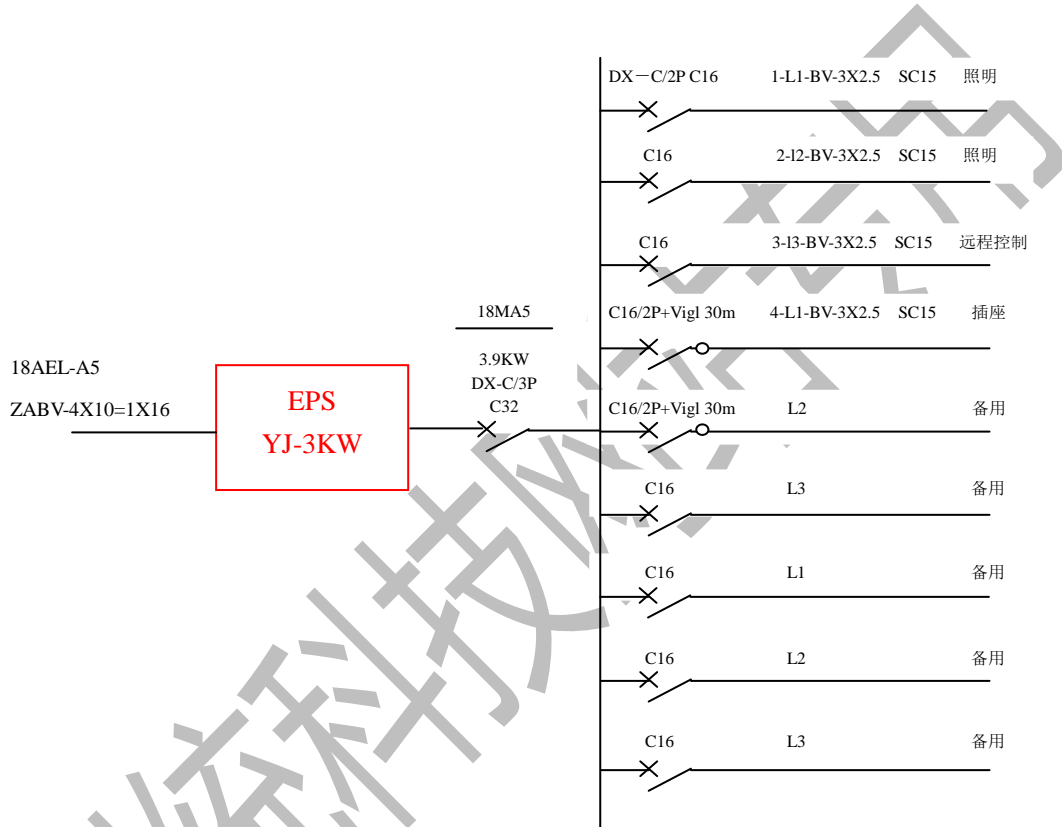 DX－C/2P C16 1-L1-BV-3X2.5 SC15 照明
C16 2-l2-BV-3X2.5 SC15 照明
C16 3-l3-BV-3X2.5 SC15 远程控制
18MA5
C16/2P+Vigl 30m 4-L1-BV-3X2.5 SC15 插座
3.9KW
DX-C/3P
C32
18AEL-A5
ZABV-4X10=1X16
EPS
YJ-3KW
C16/2P+Vigl 30m L2 备用
C16 L3 备用
C16 L1 备用
C16 L2 备用
C16 L3 备用